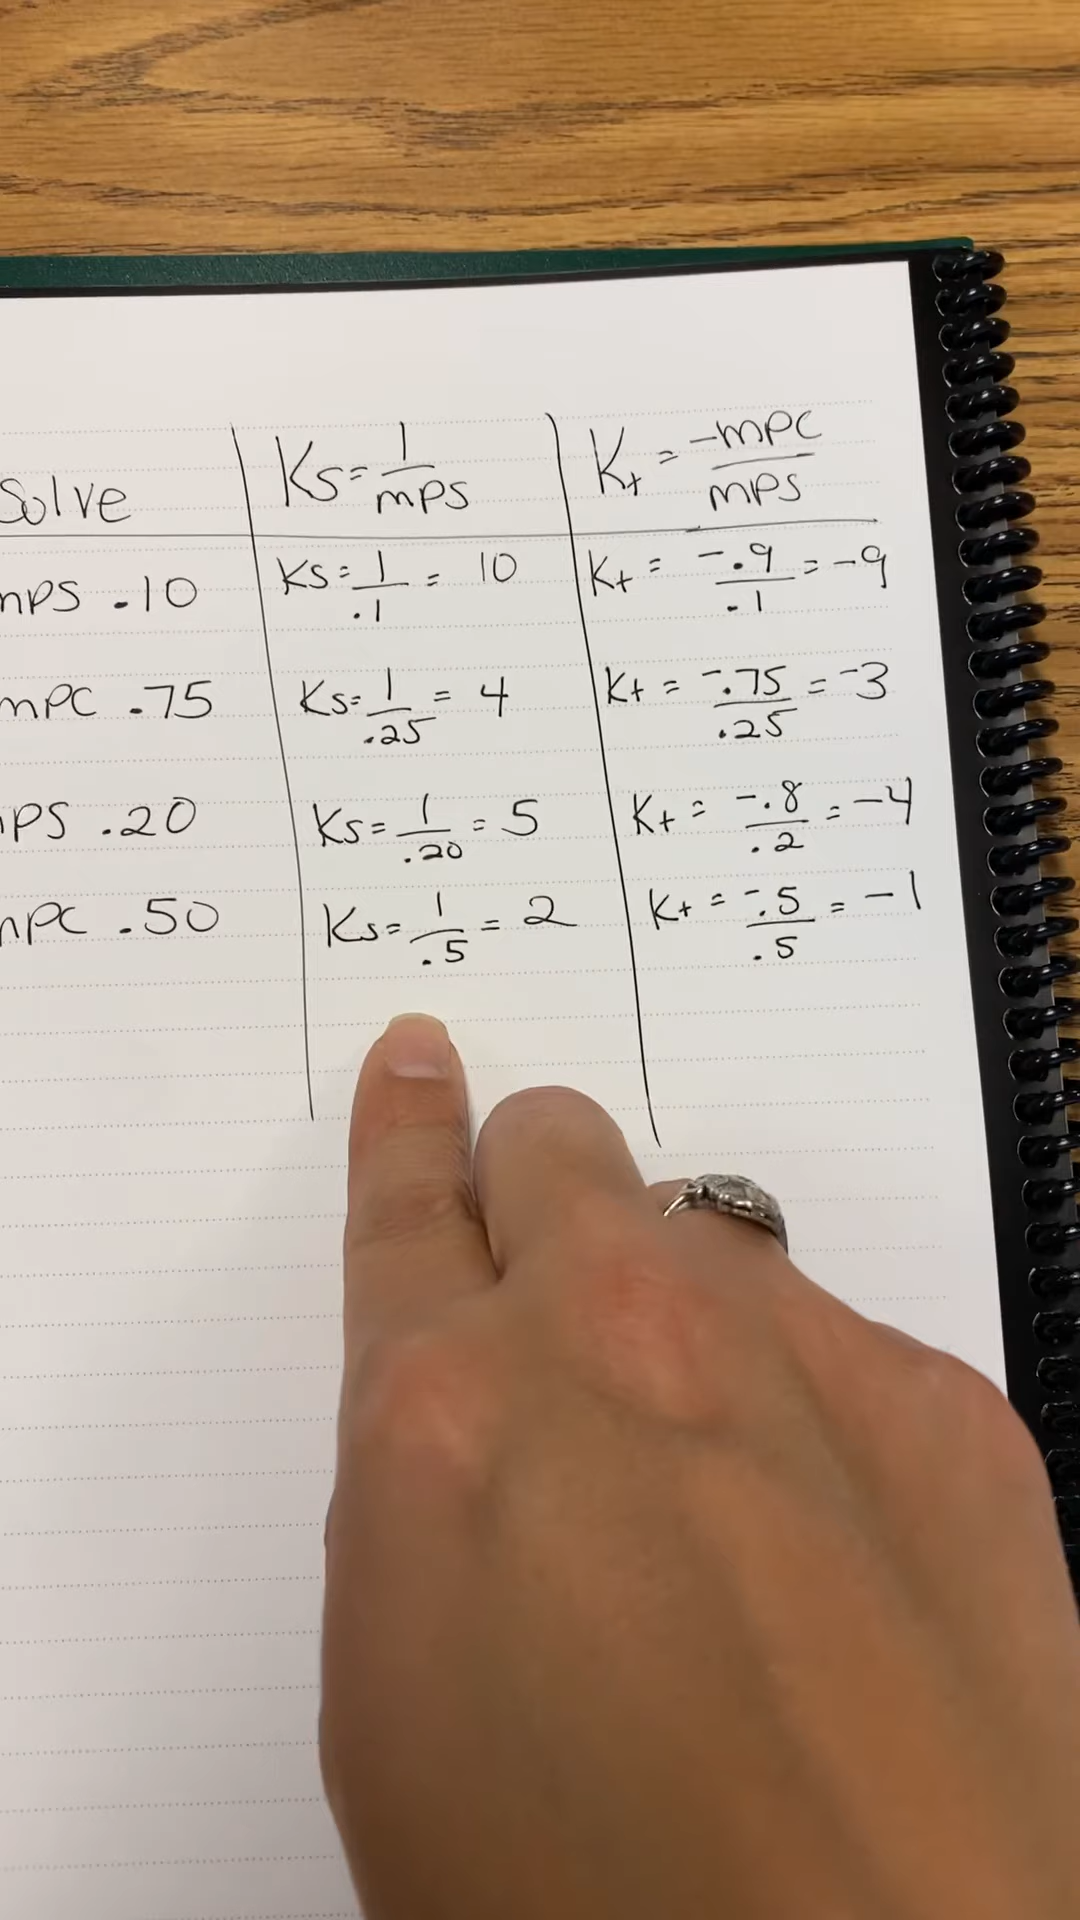 Solve Ks = 1/mPS Kt = -mPC/mPS
mPS .10 Ks = 1/.1 = 10 Kt = -.9/.1 = -9
mPC .75 Ks = 1/.25 = 4 Kt = -.75/.25 = -3
PS .20 Ks = 1/.20 = 5 Kt = -.8/.2 = -4
mPC .50 Ks = 1/.5 = 2 Kt = -.5/.5 = -1